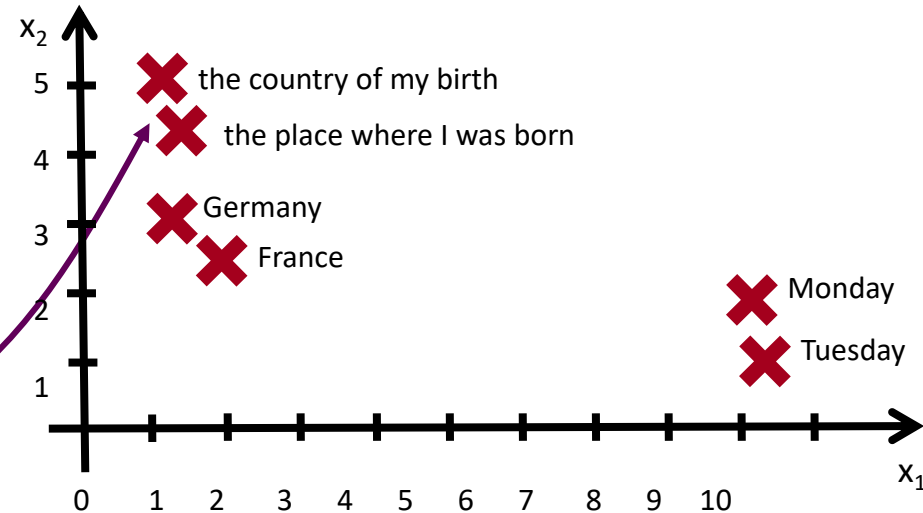 x2
5
the country of my birth
the place where I was born
4
Germany
3
France
Monday
2
Tuesday
1
x1
0 1 2 3 4 5 6 7 8 9 10